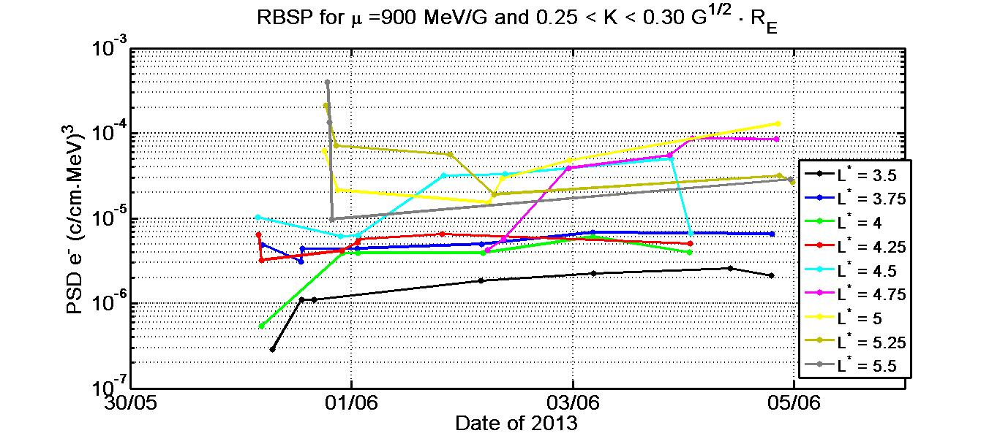 RBSP for μ =900 MeV/G and 0.25 < K < 0.30 G^1/2 · R_E
PSD e^- (c/cm-MeV)^3
10^-3
10^-4
10^-5
10^-6
10^-7
L^* = 3.5
L^* = 3.75
L^* = 4
L^* = 4.25
L^* = 4.5
L^* = 4.75
L^* = 5
L^* = 5.25
L^* = 5.5
30/05 01/06 03/06 05/06
Date of 2013